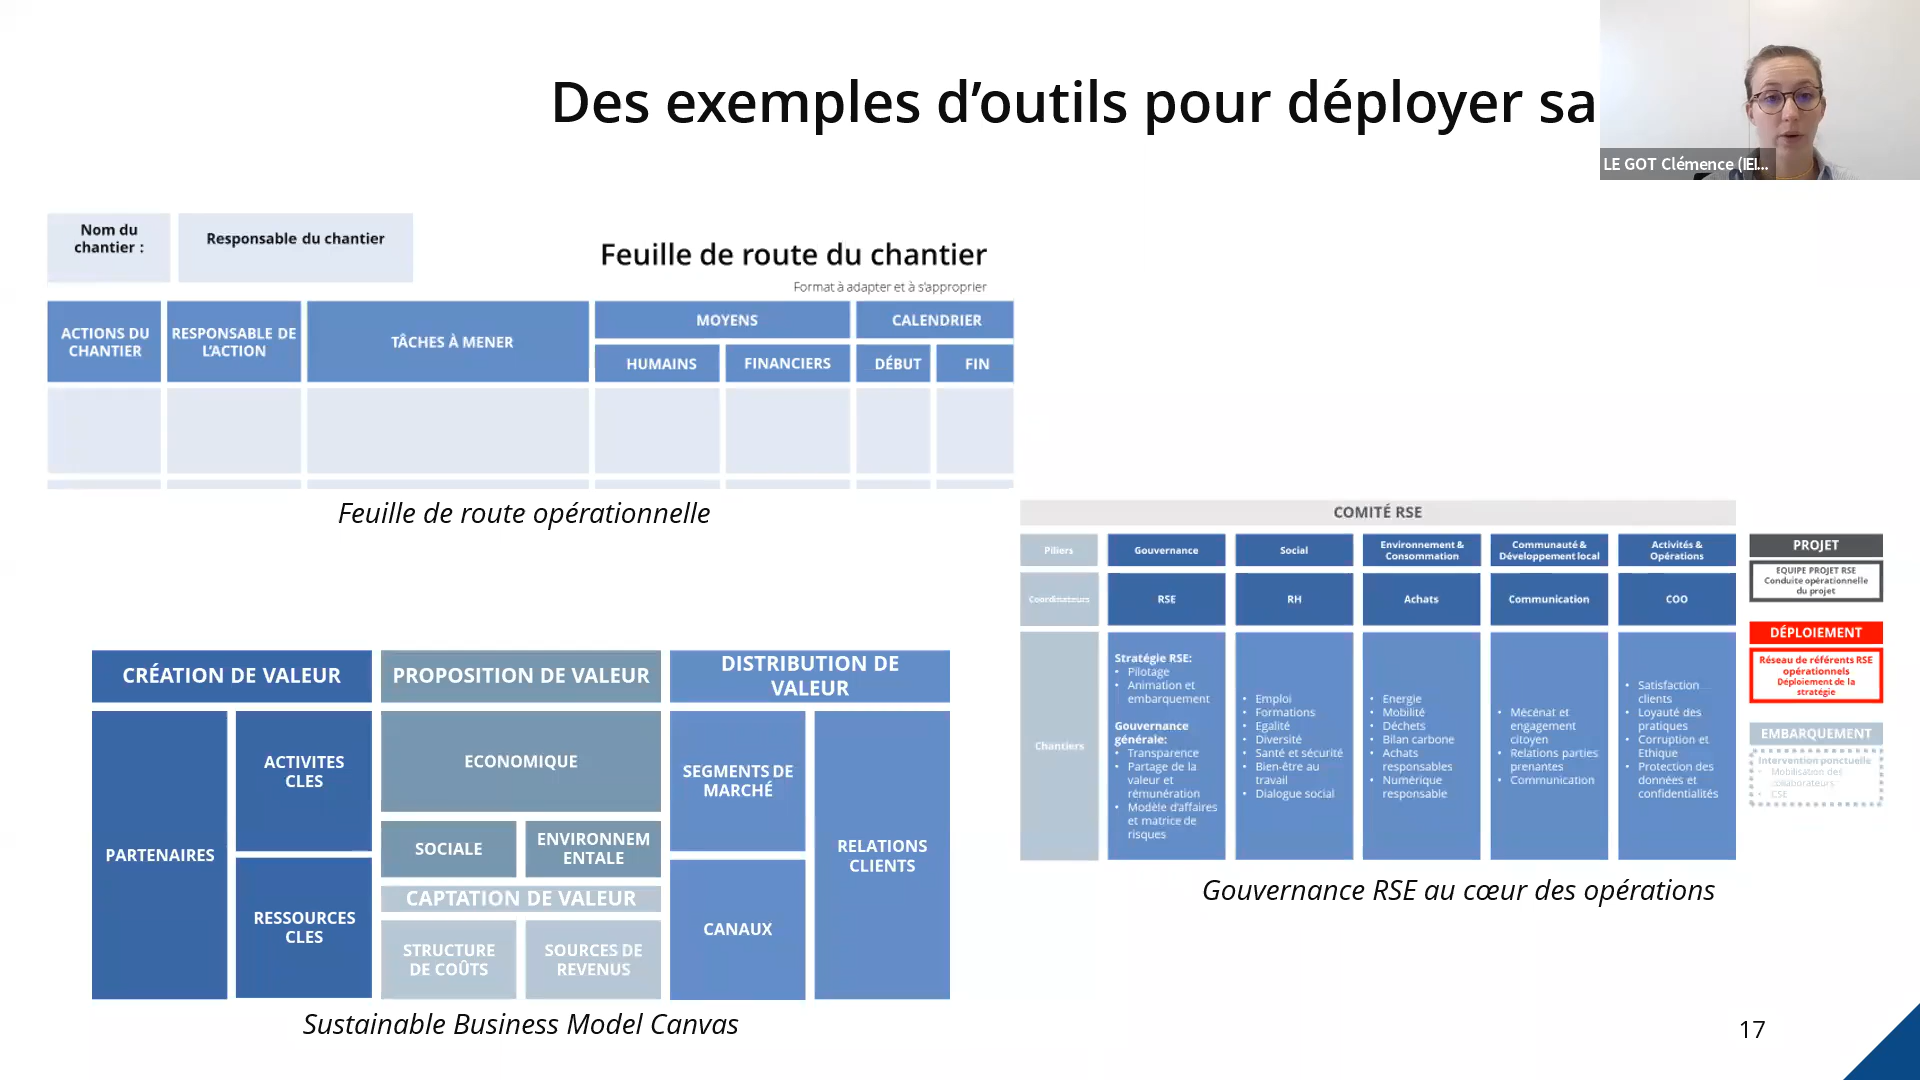 Des exemples d’outils pour déployer sa
LE GOT Clémence (IEI...
Nom du
chantier :
Responsable du chantier
Feuille de route du chantier
Format à adapter et à s'approprier
ACTIONS DU
CHANTIER
RESPONSABLE DE
L'ACTION
TÂCHES À MENER
MOYENS
HUMAINS
FINANCIERS
CALENDRIER
DÉBUT
FIN
Feuille de route opérationnelle
CRÉATION DE VALEUR
PROPOSITION DE VALEUR
DISTRIBUTION DE
VALEUR
PARTENAIRES
ACTIVITES
CLES
RESSOURCES
CLES
ECONOMIQUE
SOCIALE
ENVIRONNEM
ENTALE
CAPTATION DE VALEUR
STRUCTURE
DE COÛTS
SOURCES DE
REVENUS
SEGMENTS DE
MARCHÉ
CANAUX
RELATIONS
CLIENTS
Sustainable Business Model Canvas
COMITÉ RSE
Piliers
Gouvernance
Social
Environnement &
Consommation
Communauté &
Développement local
Activités &
Opérations
Coordinateurs
RSE
RH
Achats
Communication
COO
Chantiers
Stratégie RSE:
• Pilotage
• Animation et
embarquement
Gouvernance
générale:
• Transparence
• Partage de la
valeur et
rémunération
• Modèle d'affaires
et matrice de
risques
• Emploi
• Formations
• Egalité
• Diversité
• Santé et sécurité
• Bien-être au
travail
• Dialogue social
• Energie
• Mobilité
• Déchets
• Bilan carbone
• Achats
responsables
• Numérique
responsable
• Mécénat et
engagement
citoyen
• Relations parties
prenantes
• Communication
• Satisfaction
clients
• Loyauté des
pratiques
• Corruption et
Ethique
• Protection des
données et
confidentialités
PROJET
EQUIPE PROJET RSE
Conduite opérationnelle
du projet
DÉPLOIEMENT
Réseau de référents RSE
opérationnels
Déploiement de la
stratégie
EMBARQUEMENT
Intervention ponctuelle
• Mobilisation des
collaborateurs
• CSE
Gouvernance RSE au cœur des opérations
17